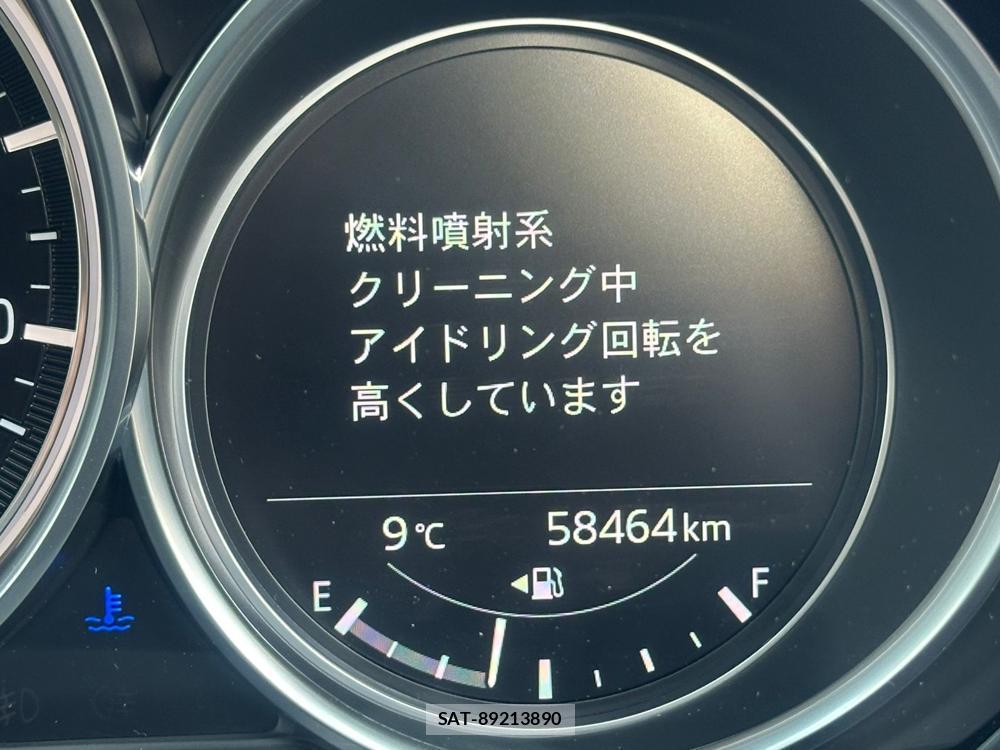 燃料噴射系
クリーニング中
アイドリング回転を
高くしています
9℃ 58464km
E F
0
SAT-89213890